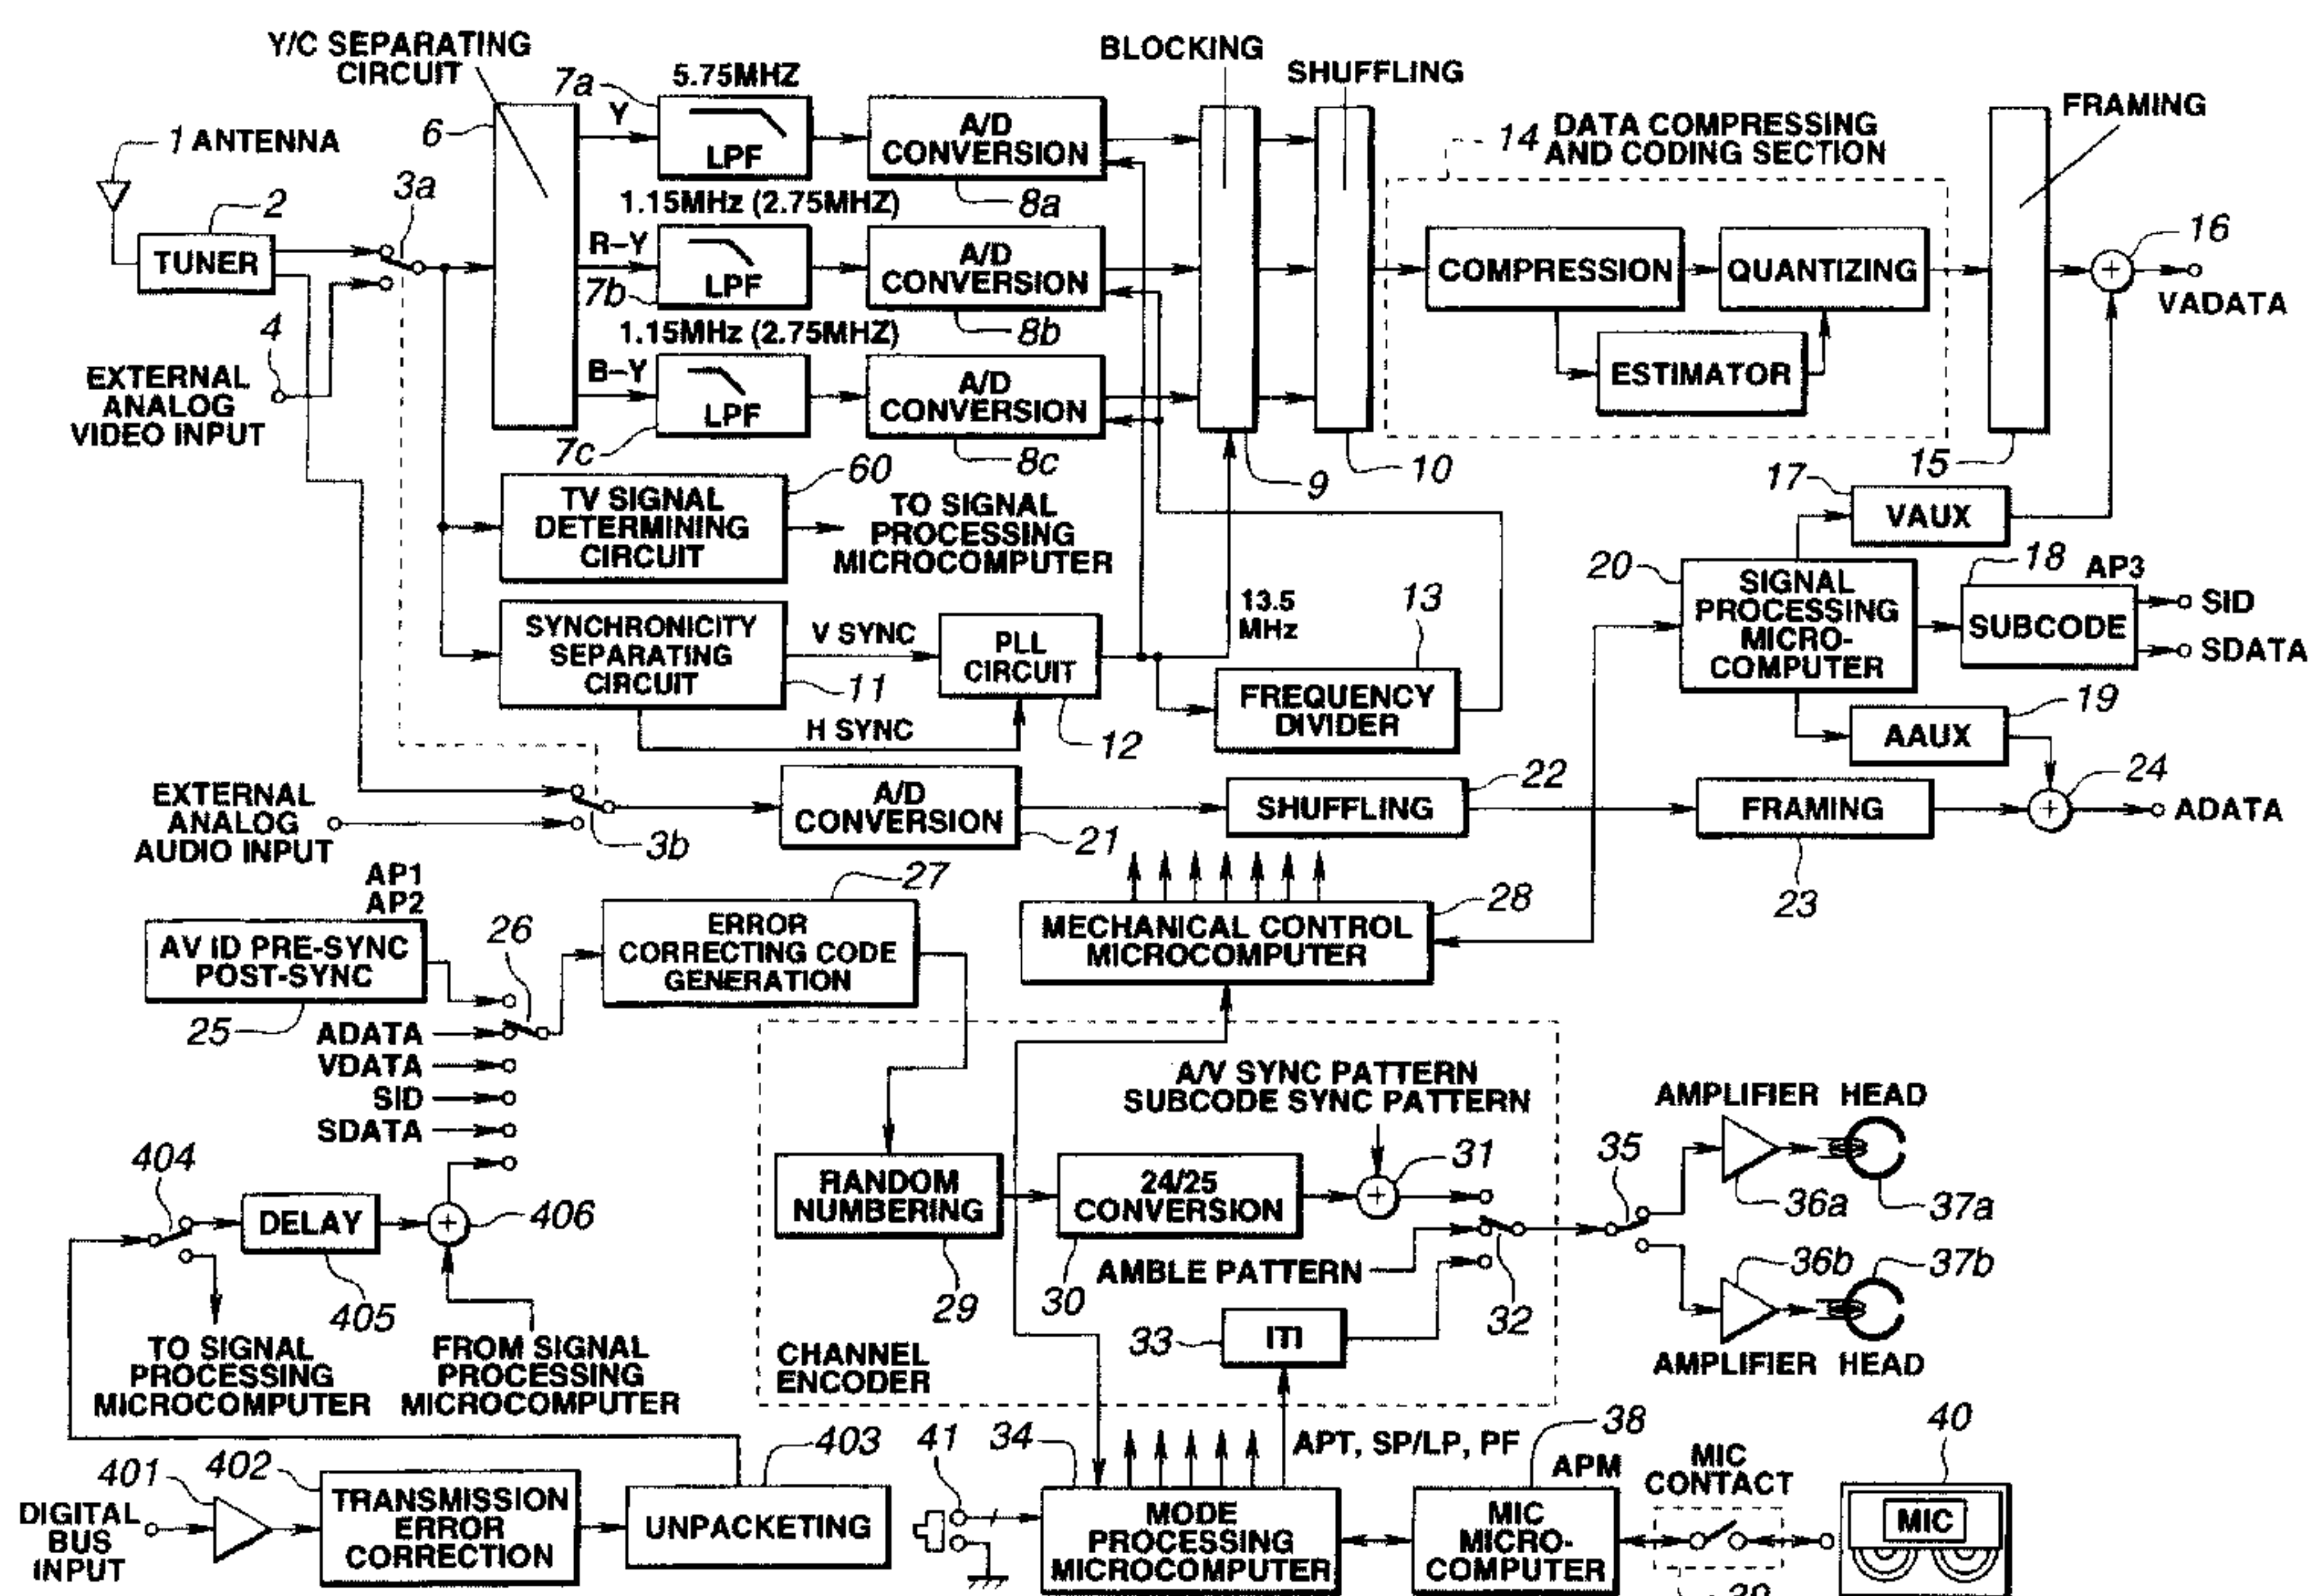 Y/C SEPARATING
CIRCUIT
5.75MHZ
BLOCKING
SHUFFLING
7a
Y
FRAMING
1 ANTENNA
6
LPF
A/D
CONVERSION
14 DATA COMPRESSING
AND CODING SECTION
3a
2
8a
1.15MHz (2.75MHZ)
16
TUNER
R-Y
LPF
7b
A/D
CONVERSION
COMPRESSION
QUANTIZING
VADATA
4
8b
1.15MHz (2.75MHZ)
EXTERNAL
ANALOG
VIDEO INPUT
B-Y
LPF
A/D
CONVERSION
ESTIMATOR
7c
8c
60
9
10
15
17
VAUX
TV SIGNAL
DETERMINING
CIRCUIT
TO SIGNAL
PROCESSING
MICROCOMPUTER
20
SIGNAL
PROCESSING
MICRO-
COMPUTER
18
AP3
SUBCODE
SID
SDATA
SYNCHRONICITY
SEPARATING
CIRCUIT
11
V SYNC
H SYNC
PLL
CIRCUIT
12
13.5
MHz
13
FREQUENCY
DIVIDER
19
AAUX
EXTERNAL
ANALOG
AUDIO INPUT
3b
A/D
CONVERSION
21
SHUFFLING
22
FRAMING
23
24
ADATA
AP1
AP2
27
AV ID PRE-SYNC
POST-SYNC
25
26
ERROR
CORRECTING CODE
GENERATION
MECHANICAL CONTROL
MICROCOMPUTER
28
ADATA
VDATA
SID
SDATA
A/V SYNC PATTERN
SUBCODE SYNC PATTERN
AMPLIFIER HEAD
404
DELAY
405
406
RANDOM
NUMBERING
29
24/25
CONVERSION
30
31
35
36a
37a
AMBLE PATTERN
32
36b
37b
33
ITI
AMPLIFIER HEAD
TO SIGNAL
PROCESSING
MICROCOMPUTER
FROM SIGNAL
PROCESSING
MICROCOMPUTER
CHANNEL
ENCODER
401
402
403
41
34
APT, SP/LP, PF
38
APM
MIC
CONTACT
40
DIGITAL
BUS
INPUT
TRANSMISSION
ERROR
CORRECTION
UNPACKETING
MODE
PROCESSING
MICROCOMPUTER
MIC
MICRO-
COMPUTER
MIC